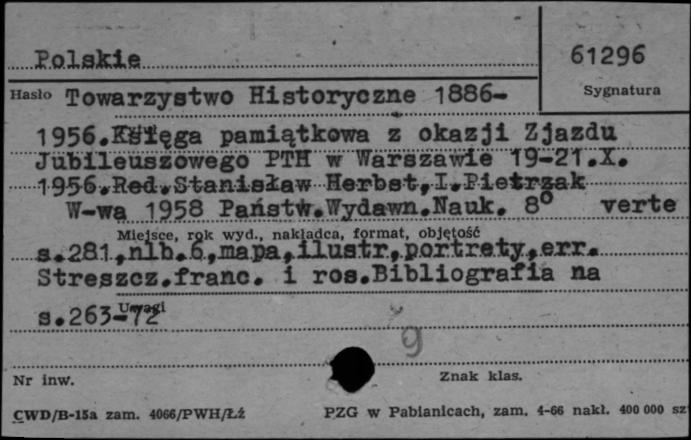 Polskie
61296
Hasło Towarzystwo Historyczne 1886-
Sygnatura
1956.Księga pamiątkowa z okazji Zjazdu
Jubileuszowego PTH w Warszawie 19-21.X.
1956.Red.Stanisław Herbst,I.Pietrzak
W-wa 1958 Państw.Wydawn.Nauk. 8° verte
Miejsce, rok wyd., nakładca, format, objętość
s.281,nlb.6,mapa,ilustr,portrety,err.
Streszcz.franc. i ros.Bibliografia na
Uwagi
s.263-72
9
Nr inw.
Znak klas.
CWD/B-15a zam. 4066/PWH/Łź
PZG w Pabianicach, zam. 4-66 nakł. 400 000 szt